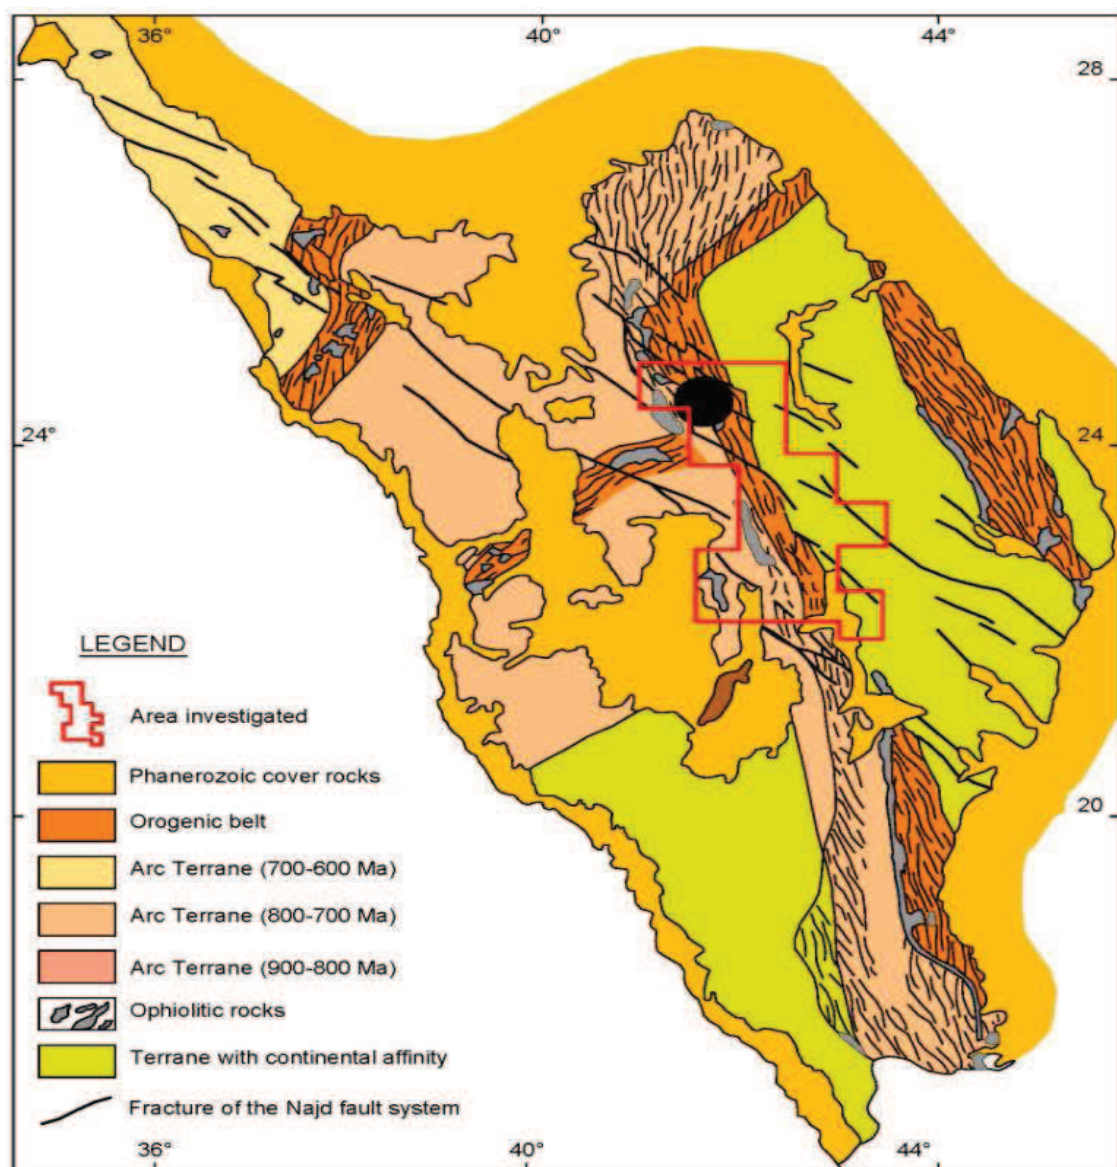 36°
40°
44°
28
24°
24
20
LEGEND
Area investigated
Phanerozoic cover rocks
Orogenic belt
Arc Terrane (700-600 Ma)
Arc Terrane (800-700 Ma)
Arc Terrane (900-800 Ma)
Ophiolitic rocks
Terrane with continental affinity
Fracture of the Najd fault system
36°
40°
44°